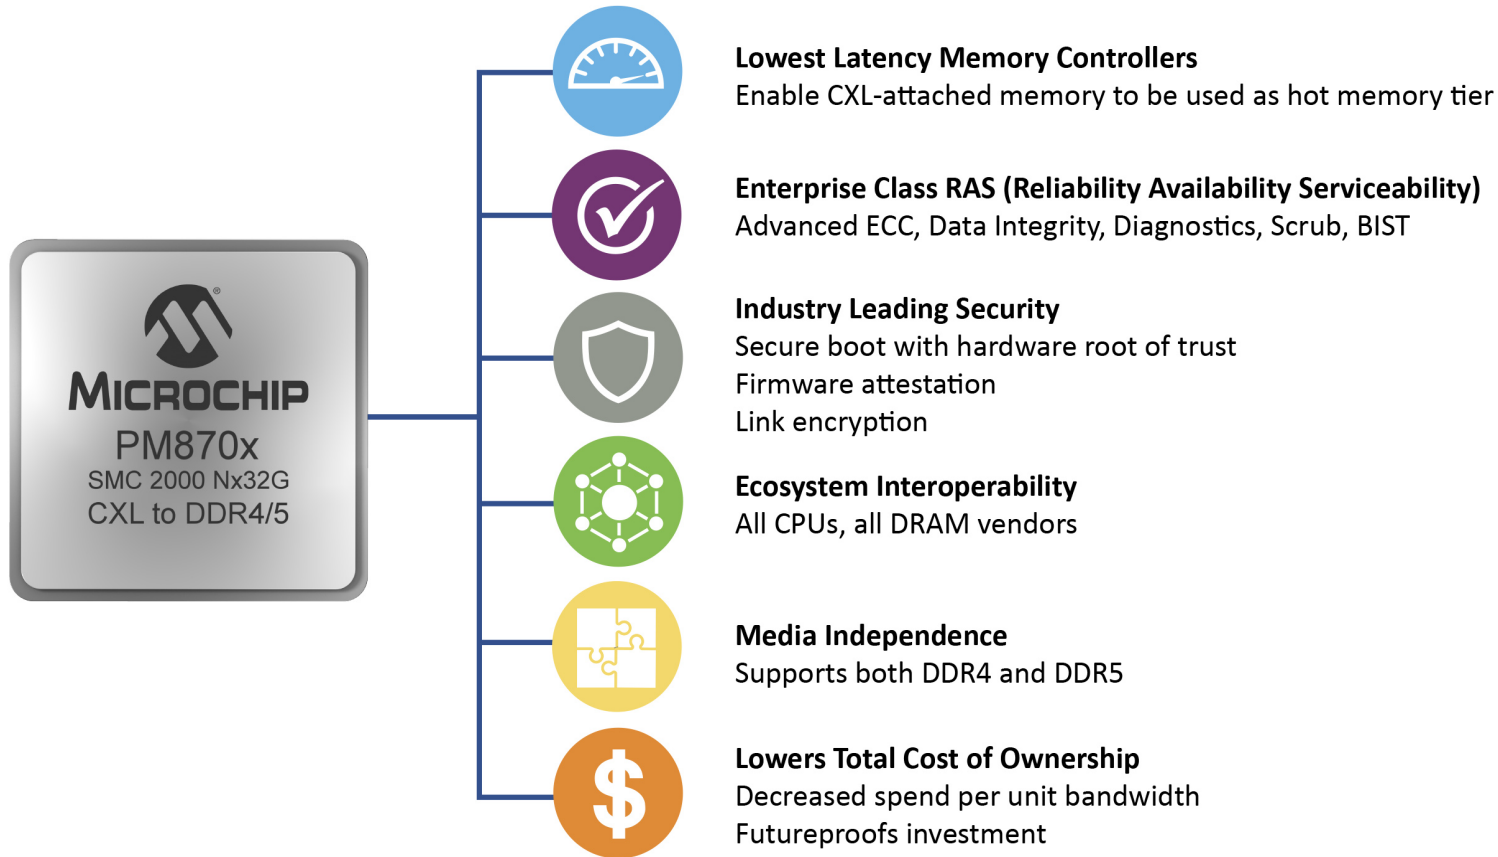 MICROCHIP
PM870x
SMC 2000 Nx32G
CXL to DDR4/5
Lowest Latency Memory Controllers
Enable CXL-attached memory to be used as hot memory tier
Enterprise Class RAS (Reliability Availability Serviceability)
Advanced ECC, Data Integrity, Diagnostics, Scrub, BIST
Industry Leading Security
Secure boot with hardware root of trust
Firmware attestation
Link encryption
Ecosystem Interoperability
All CPUs, all DRAM vendors
Media Independence
Supports both DDR4 and DDR5
$
Lowers Total Cost of Ownership
Decreased spend per unit bandwidth
Futureproofs investment